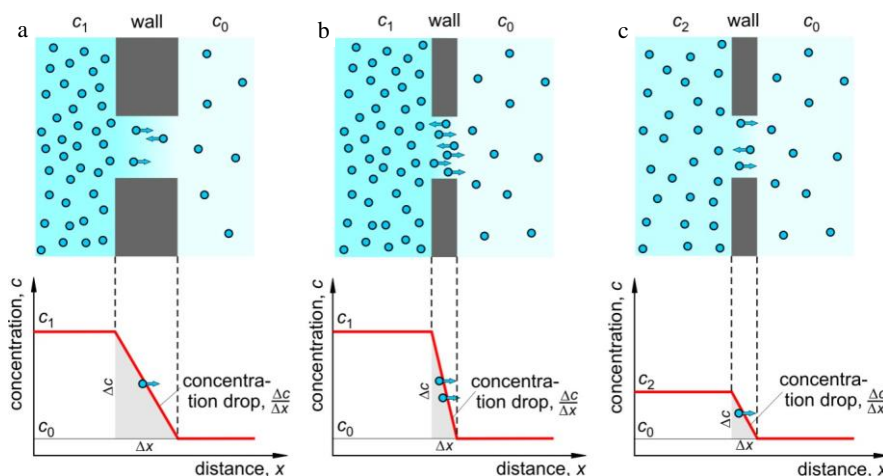 a
c₁ wall c₀
concentration, c
c₁
c₀
Δc
Δx
concentra-
tion drop, Δc/Δx
distance, x
b
c₁ wall c₀
concentration, c
c₁
c₀
Δc
Δx
concentra-
tion drop, Δc/Δx
distance, x
c
c₂ wall c₀
concentration, c
c₂
c₀
Δc
Δx
concentra-
tion drop, Δc/Δx
distance, x